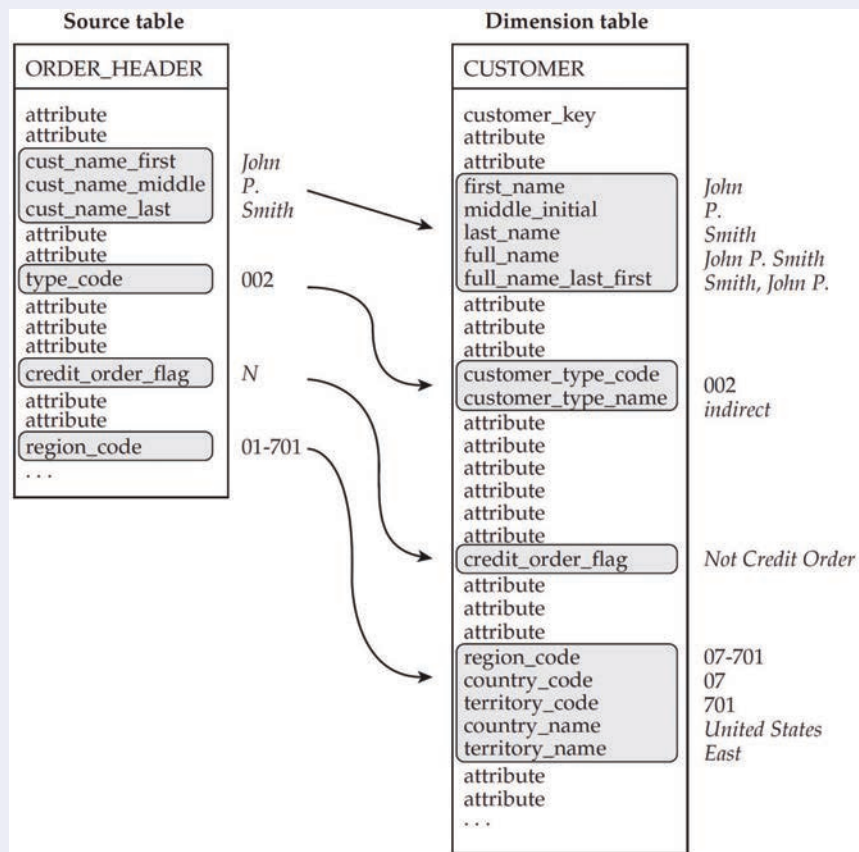 Source table
ORDER_HEADER
attribute
attribute
cust_name_first John
cust_name_middle P.
cust_name_last Smith
attribute
attribute
type_code 002
attribute
attribute
attribute
credit_order_flag N
attribute
attribute
region_code 01-701
. . .
Dimension table
CUSTOMER
customer_key
attribute
attribute
first_name John
middle_initial P.
last_name Smith
full_name John P. Smith
full_name_last_first Smith, John P.
attribute
attribute
attribute
customer_type_code 002
customer_type_name indirect
attribute
attribute
attribute
attribute
attribute
attribute
credit_order_flag Not Credit Order
attribute
attribute
attribute
region_code 07-701
country_code 07
territory_code 701
country_name United States
territory_name East
attribute
attribute
. . .